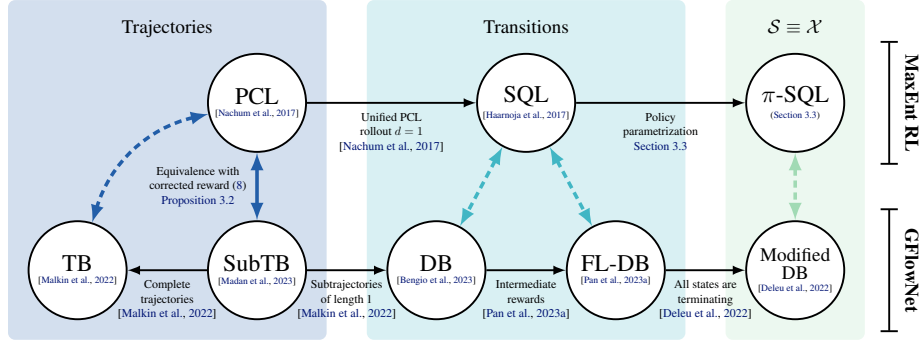 Trajectories
Transitions
𝒮 ≡ 𝒳
PCL
[Nachum et al., 2017]
SQL
[Haarnoja et al., 2017]
π-SQL
(Section 3.3)
MaxEnt RL
Unified PCL
rollout d = 1
[Nachum et al., 2017]
Policy
parametrization
Section 3.3
Equivalence with
corrected reward (8)
Proposition 3.2
TB
[Malkin et al., 2022]
SubTB
[Madan et al., 2023]
DB
[Bengio et al., 2023]
FL-DB
[Pan et al., 2023a]
Modified
DB
[Deleu et al., 2022]
GFlowNet
Complete
trajectories
[Malkin et al., 2022]
Subtrajectories
of length 1
[Malkin et al., 2022]
Intermediate
rewards
[Pan et al., 2023a]
All states are
terminating
[Deleu et al., 2022]